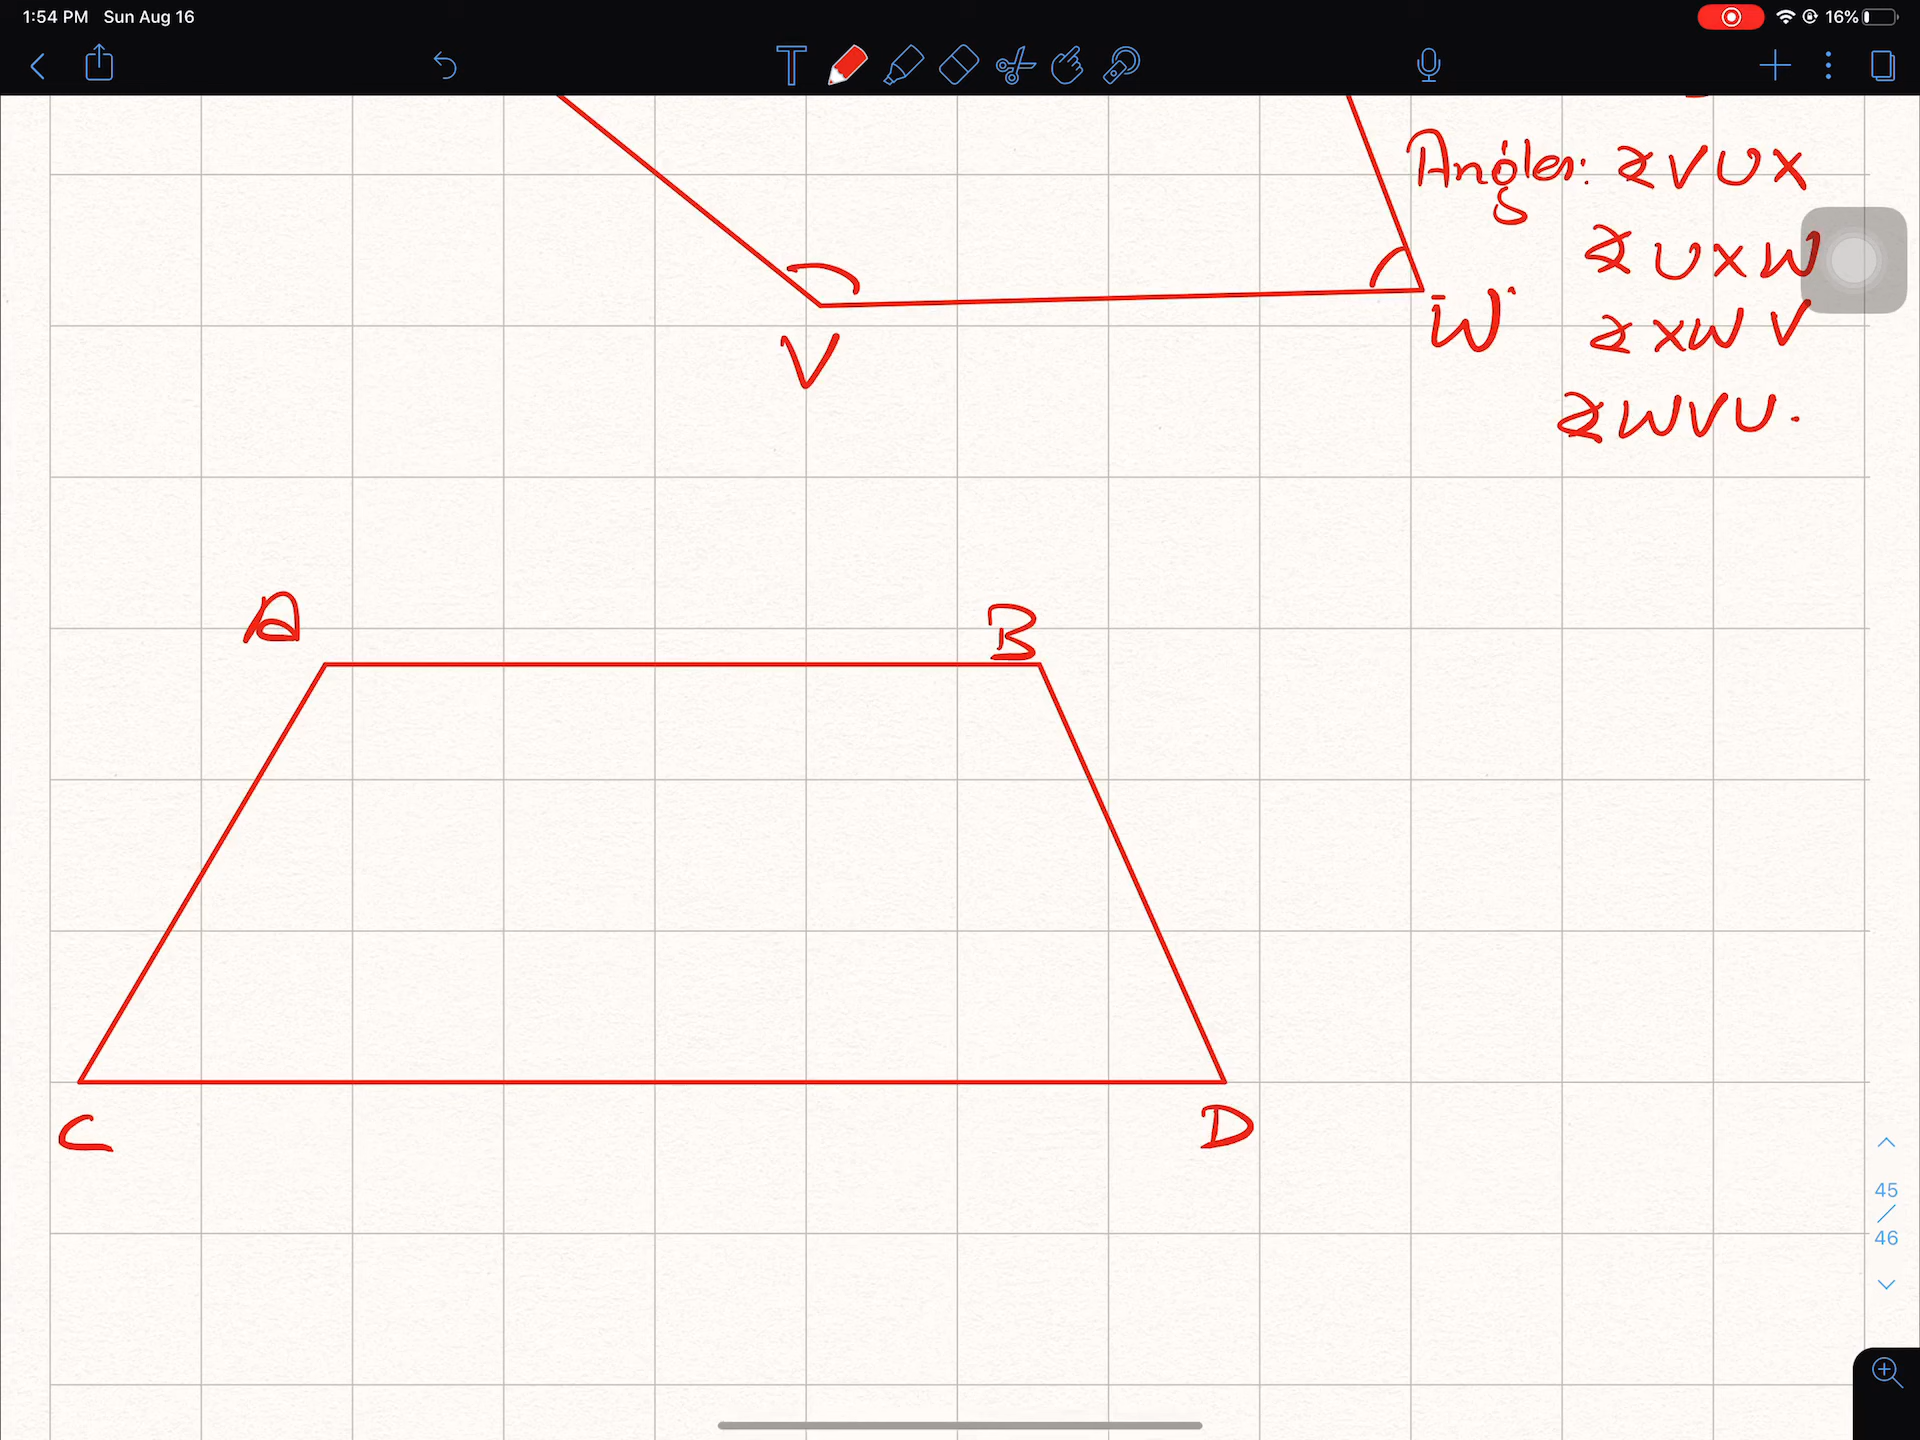 1:54 PM Sun Aug 16
16%
T
Angles: ∠VUX
∠UXW
∠XWV
∠WVU.
V
W
A
B
C
D
45
/
46